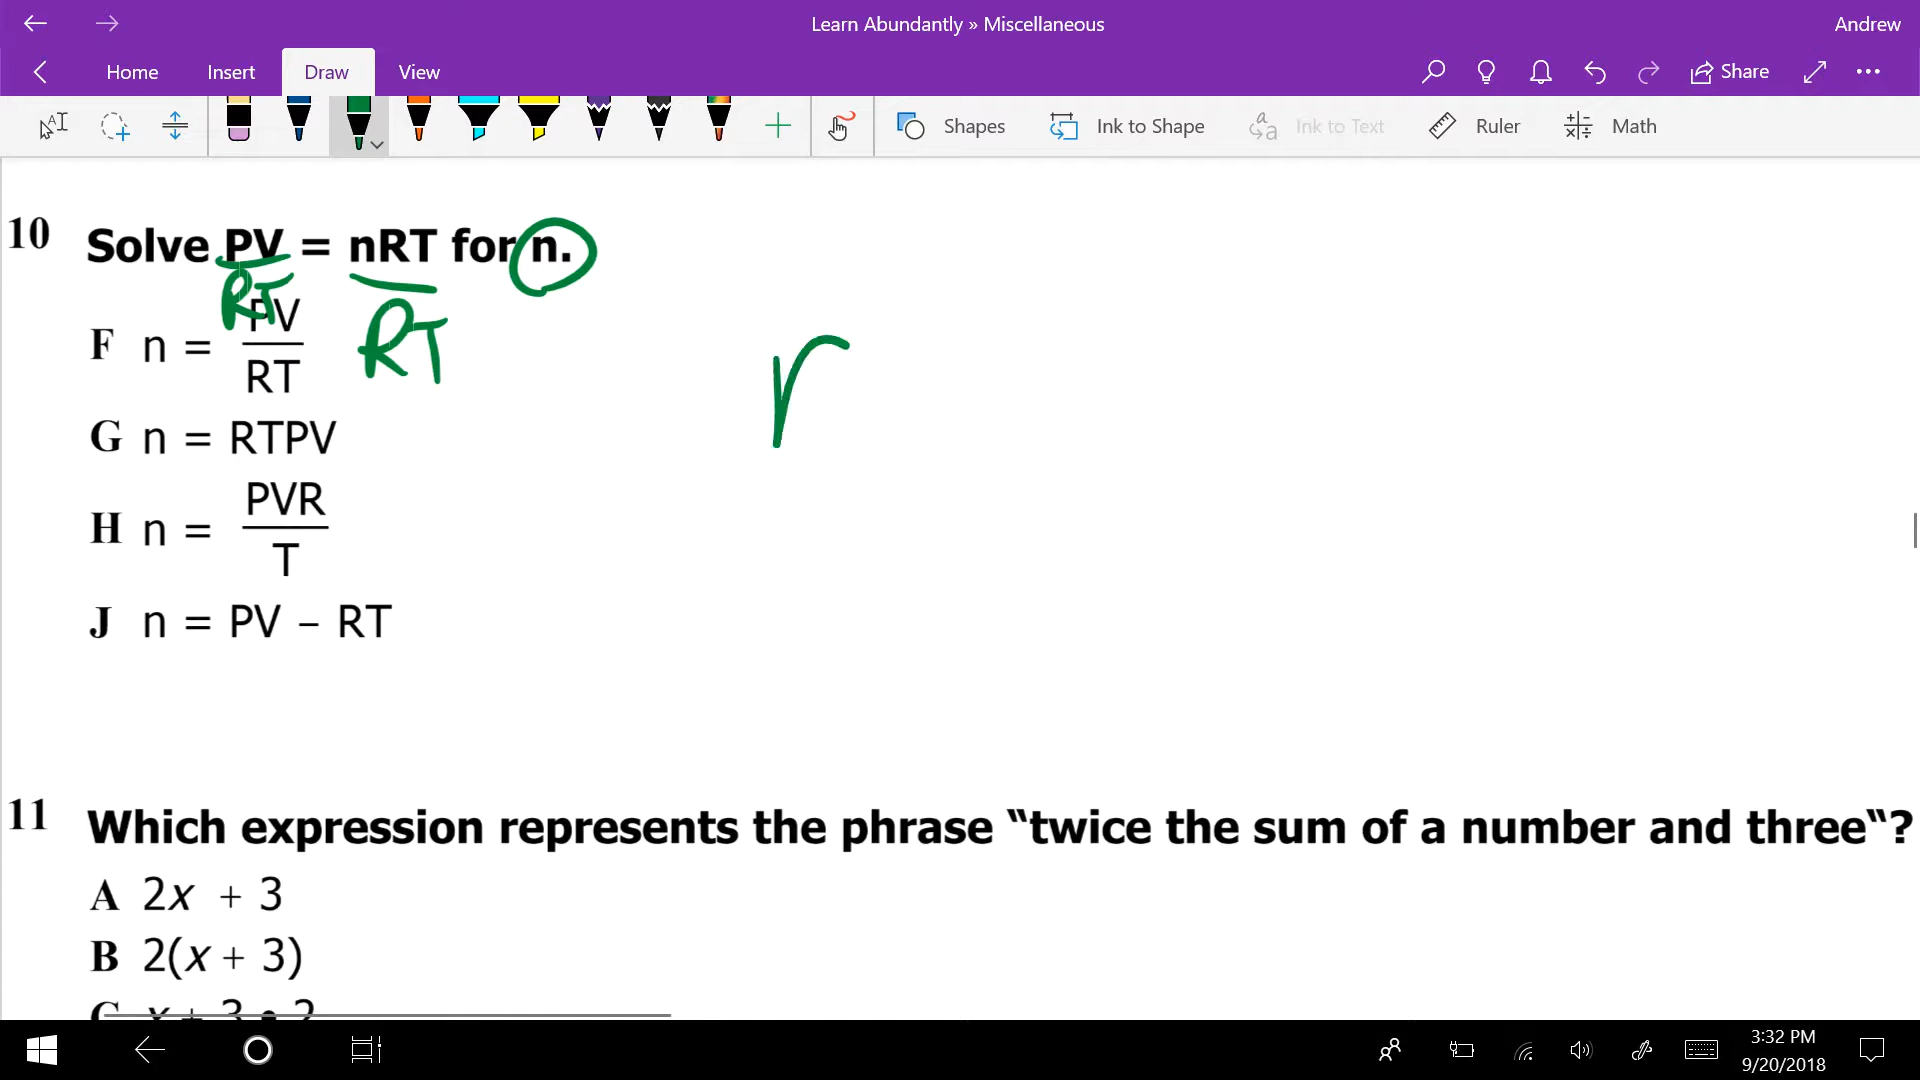 Learn Abundantly » Miscellaneous
Andrew
Home Insert Draw View
Share
Shapes Ink to Shape Ink to Text Ruler Math
10 Solve PV = nRT for n.
RT RT
F n = PV
RT
r
G n = RTPV
H n = PVR
T
J n = PV – RT
11 Which expression represents the phrase “twice the sum of a number and three“?
A 2x + 3
B 2(x + 3)
C x + 3 • 2
3:32 PM
9/20/2018